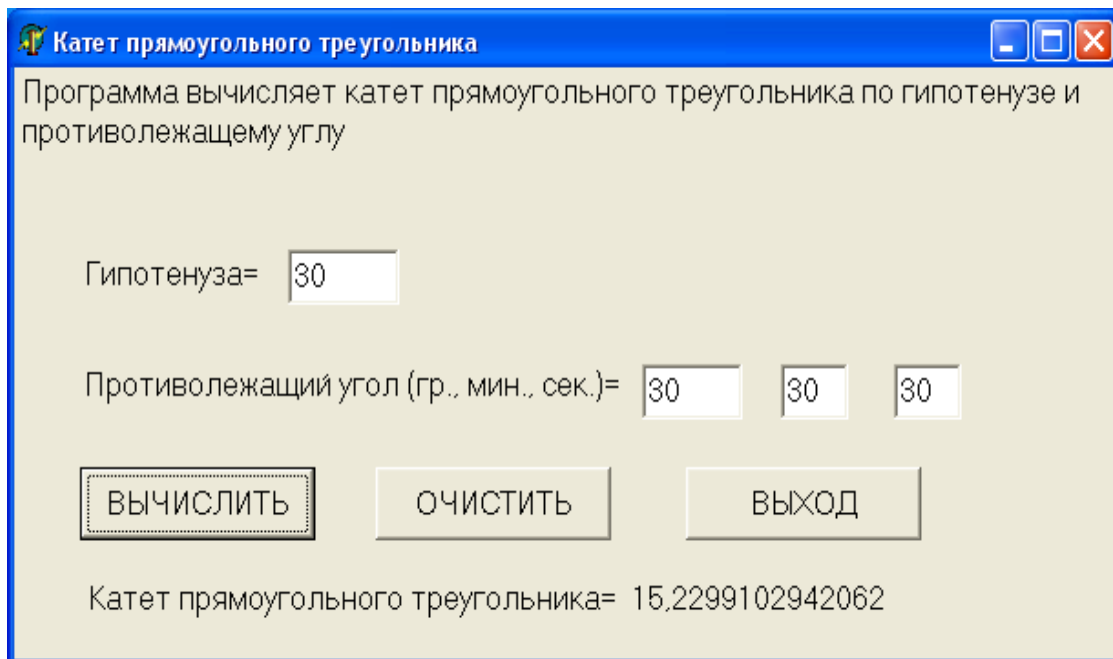 Катет прямоугольного треугольника
Программа вычисляет катет прямоугольного треугольника по гипотенузе и
противолежащему углу
Гипотенуза= 30
Противолежащий угол (гр., мин., сек.)= 30 30 30
ВЫЧИСЛИТЬ ОЧИСТИТЬ ВЫХОД
Катет прямоугольного треугольника= 15,2299102942062